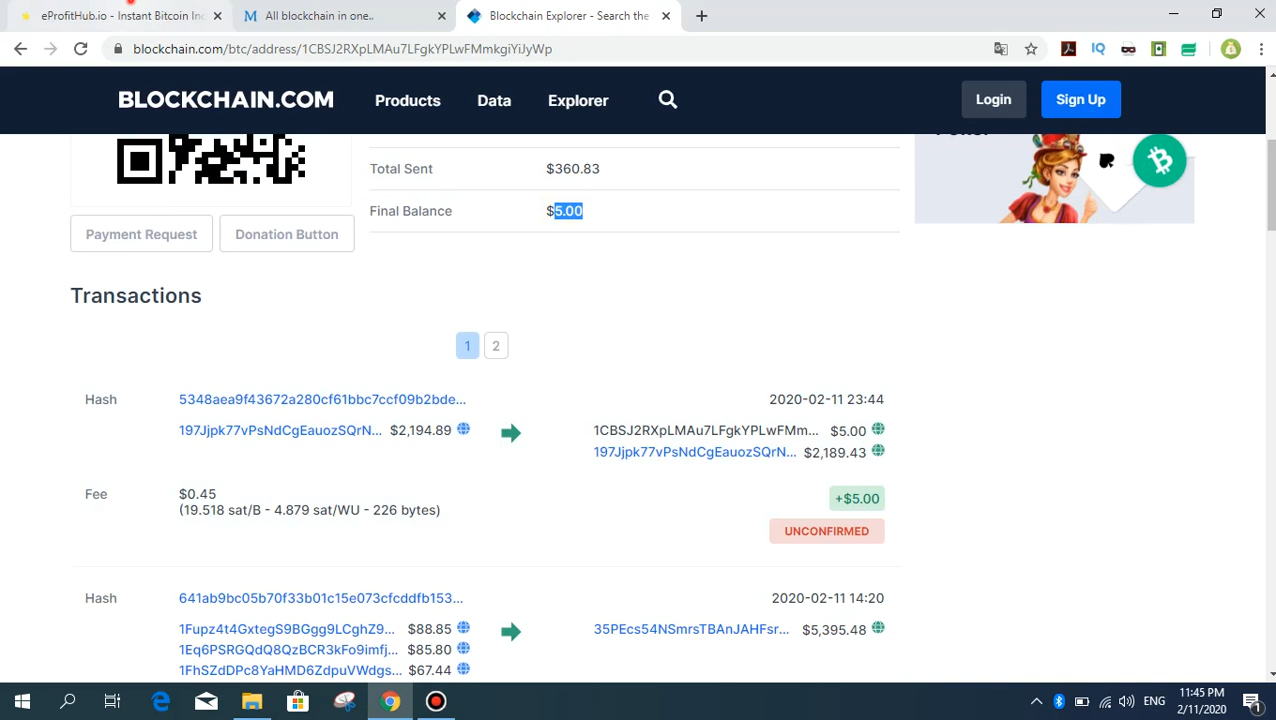 eProfitHub.io - Instant Bitcoin Inc
All blockchain in one..
Blockchain Explorer - Search the
blockchain.com/btc/address/1CBSJ2RXpLMAu7LFgkYPLwFMmkgiYiJyWp
BLOCKCHAIN.COM
Products
Data
Explorer
Login
Sign Up
Total Sent
$360.83
Final Balance
$5.00
Payment Request
Donation Button
Transactions
1
2
Hash
5348aea9f43672a280cf61bbc7ccf09b2bde...
2020-02-11 23:44
197Jjpk77vPsNdCgEauozSQrN...
$2,194.89
1CBSJ2RXpLMAu7LFgkYPLwFMm...
$5.00
197Jjpk77vPsNdCgEauozSQrN...
$2,189.43
Fee
$0.45
(19.518 sat/B - 4.879 sat/WU - 226 bytes)
+$5.00
UNCONFIRMED
Hash
641ab9bc05b70f33b01c15e073cfcddfb153...
2020-02-11 14:20
1Fupz4t4GxtegS9BGgg9LCghZ9...
$88.85
35PEcs54NSmrsTBAnJAHFsr...
$5,395.48
1Eq6PSRGQdQ8QzBCR3kFo9imfj...
$85.80
1FhSZdDPc8YaHMD6ZdpuVWdgs...
$67.44
ENG
11:45 PM
2/11/2020